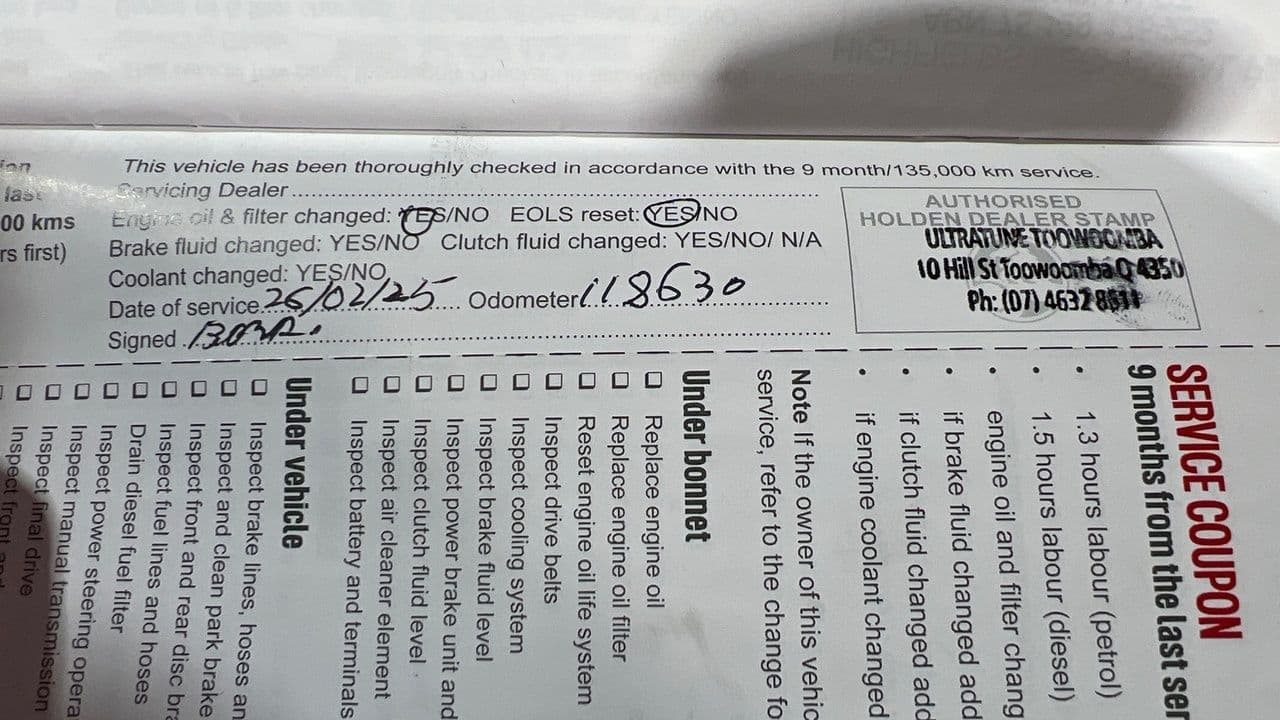 This vehicle has been thoroughly checked in accordance with the 9 month/135,000 km service.
Servicing Dealer
Engine oil & filter changed: YES/NO EOLS reset: YES/NO
Brake fluid changed: YES/NO Clutch fluid changed: YES/NO/ N/A
Coolant changed: YES/NO
Date of service 26/02/25 Odometer 118630
Signed
AUTHORISED
HOLDEN DEALER STAMP
ULTRATUNE TOOWOOMBA
10 Hill St Toowoomba Q 4350
Ph: (07) 4632
00 kms
rs first)
SERVICE COUPON
9 months from the last ser
• 1.3 hours labour (petrol)
• 1.5 hours labour (diesel)
• engine oil and filter chang
• if brake fluid changed add
• if clutch fluid changed add
• if engine coolant changed
Note If the owner of this vehic
service, refer to the change fo
Under bonnet
☐ Replace engine oil
☐ Replace engine oil filter
☐ Reset engine oil life system
☐ Inspect drive belts
☐ Inspect cooling system
☐ Inspect brake fluid level
☐ Inspect power brake unit and
☐ Inspect clutch fluid level
☐ Inspect air cleaner element
☐ Inspect battery and terminals
Under vehicle
☐ Inspect brake lines, hoses an
☐ Inspect and clean park brake
☐ Inspect front and rear disc bra
☐ Inspect fuel lines and hoses
☐ Drain diesel fuel filter
☐ Inspect power steering opera
☐ Inspect manual transmission
☐ Inspect final drive
☐ Inspect front and